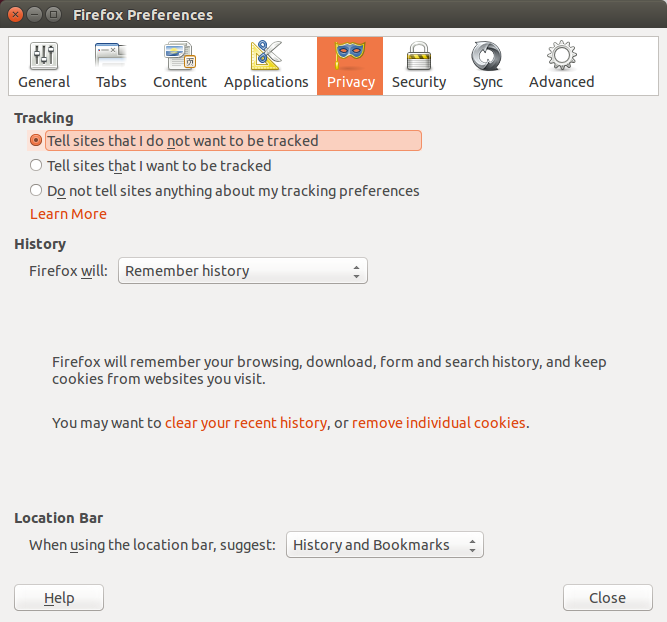 Firefox Preferences
General Tabs Content Applications Privacy Security Sync Advanced
Tracking
Tell sites that I do not want to be tracked
Tell sites that I want to be tracked
Do not tell sites anything about my tracking preferences
Learn More
History
Firefox will: Remember history
Firefox will remember your browsing, download, form and search history, and keep
cookies from websites you visit.
You may want to clear your recent history, or remove individual cookies.
Location Bar
When using the location bar, suggest: History and Bookmarks
Help Close